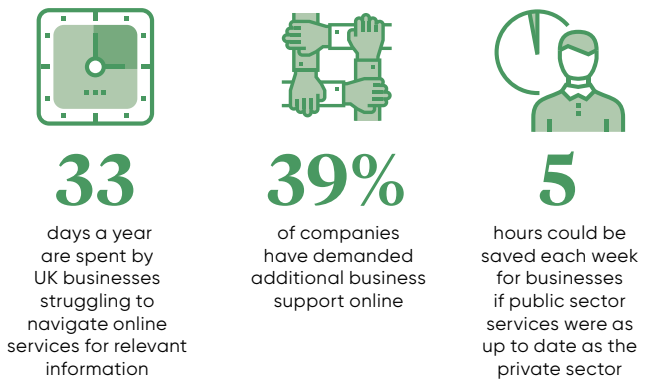 33
days a year
are spent by
UK businesses
struggling to
navigate online
services for relevant
information
39%
of companies
have demanded
additional business
support online
5
hours could be
saved each week
for businesses
if public sector
services were as
up to date as the
private sector